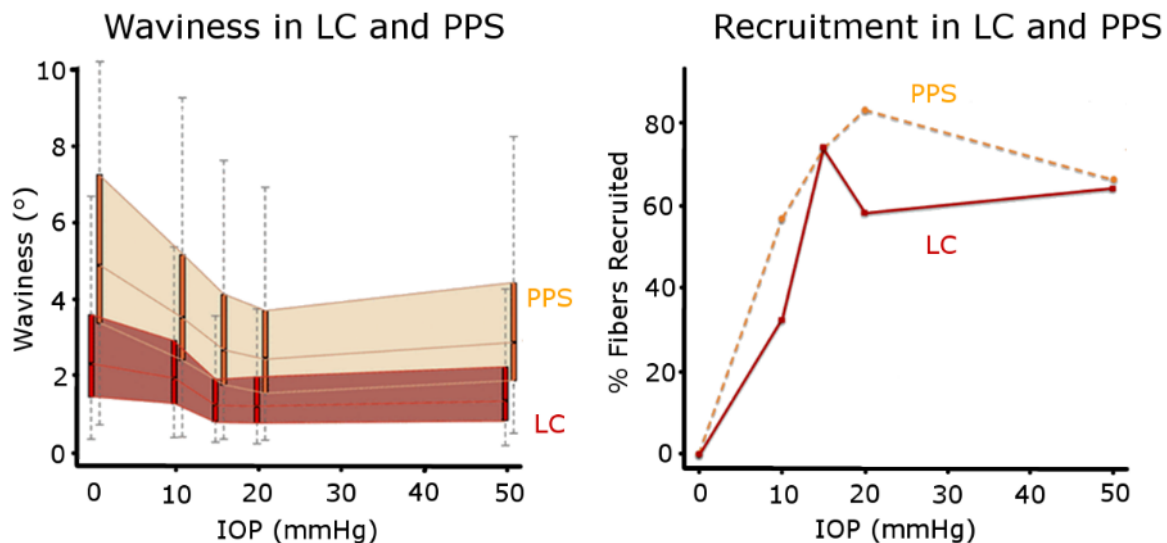 Waviness in LC and PPS
10
8
6
4
2
0
Waviness (°)
PPS
LC
0 10 20 30 40 50
IOP (mmHg)
Recruitment in LC and PPS
80
60
40
20
0
% Fibers Recruited
PPS
LC
0 10 20 30 40 50
IOP (mmHg)